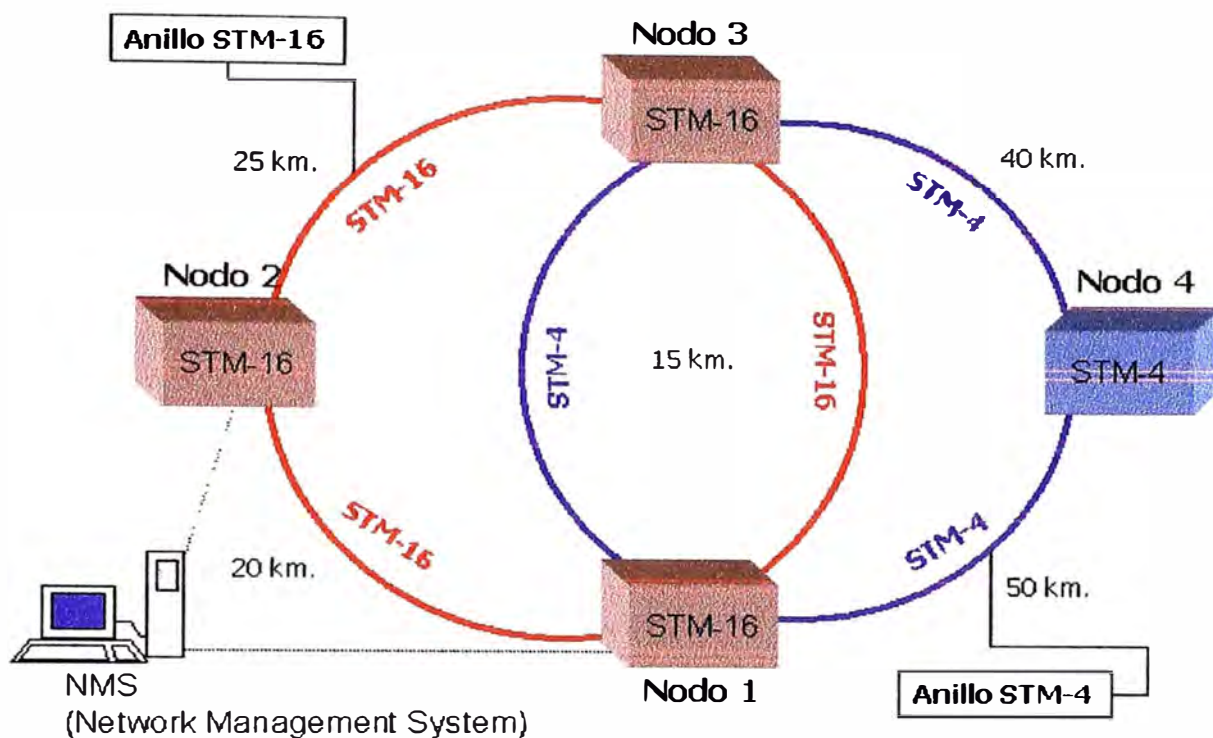 Anillo STM-16
Nodo 3
STM-16
25 km.
40 km.
STM-16
STM-4
Nodo 2
Nodo 4
STM-16
STM-4
15 km.
STM-16
STM-4
STM-16
STM-4
20 km.
50 km.
STM-16
NMS
(Network Management System)
Nodo 1
Anillo STM-4